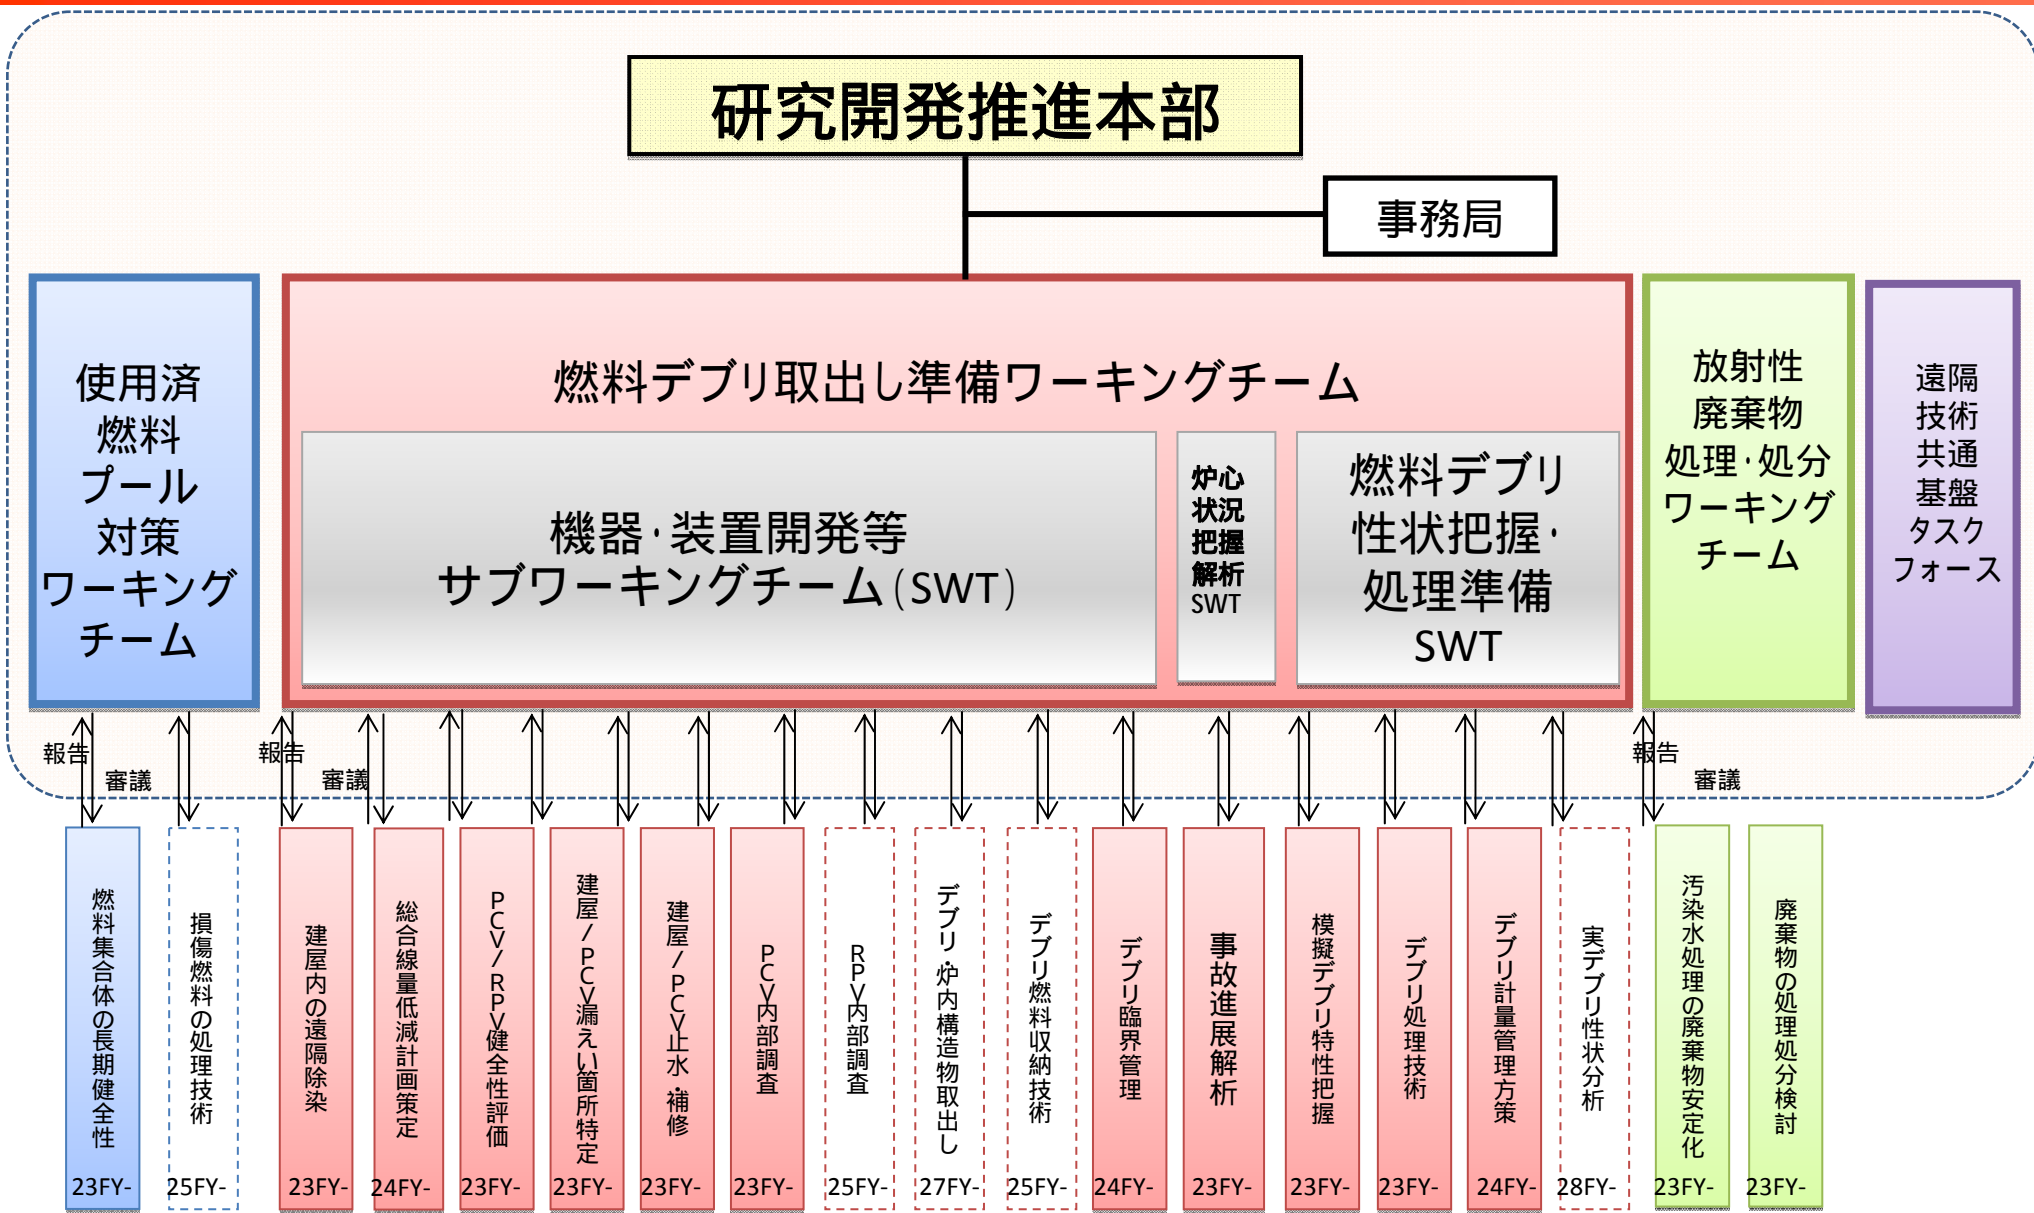 研究開発推進本部
事務局
使用済
燃料
プール
対策
ワーキング
チーム
燃料デブリ取出し準備ワーキングチーム
機器・装置開発等
サブワーキングチーム(SWT)
炉心
状況
把握
解析
SWT
燃料デブリ
性状把握・
処理準備
SWT
放射性
廃棄物
処理・処分
ワーキング
チーム
遠隔
技術
共通
基盤
タスク
フォース
報告
審議
報告
審議
報告
審議
燃料集合体の長期健全性
23FY-
損傷燃料の処理技術
25FY-
建屋内の遠隔除染
23FY-
総合線量低減計画策定
24FY-
PCV/RPV健全性評価
23FY-
建屋/PCV漏えい箇所特定
23FY-
建屋/PCV止水・補修
23FY-
PCV内部調査
23FY-
RPV内部調査
25FY-
デブリ・炉内構造物取出し
27FY-
デブリ燃料収納技術
25FY-
デブリ臨界管理
24FY-
事故進展解析
23FY-
模擬デブリ特性把握
23FY-
デブリ処理技術
23FY-
デブリ計量管理方策
24FY-
実デブリ性状分析
28FY-
汚染水処理の廃棄物安定化
23FY-
廃棄物の処理処分検討
23FY-